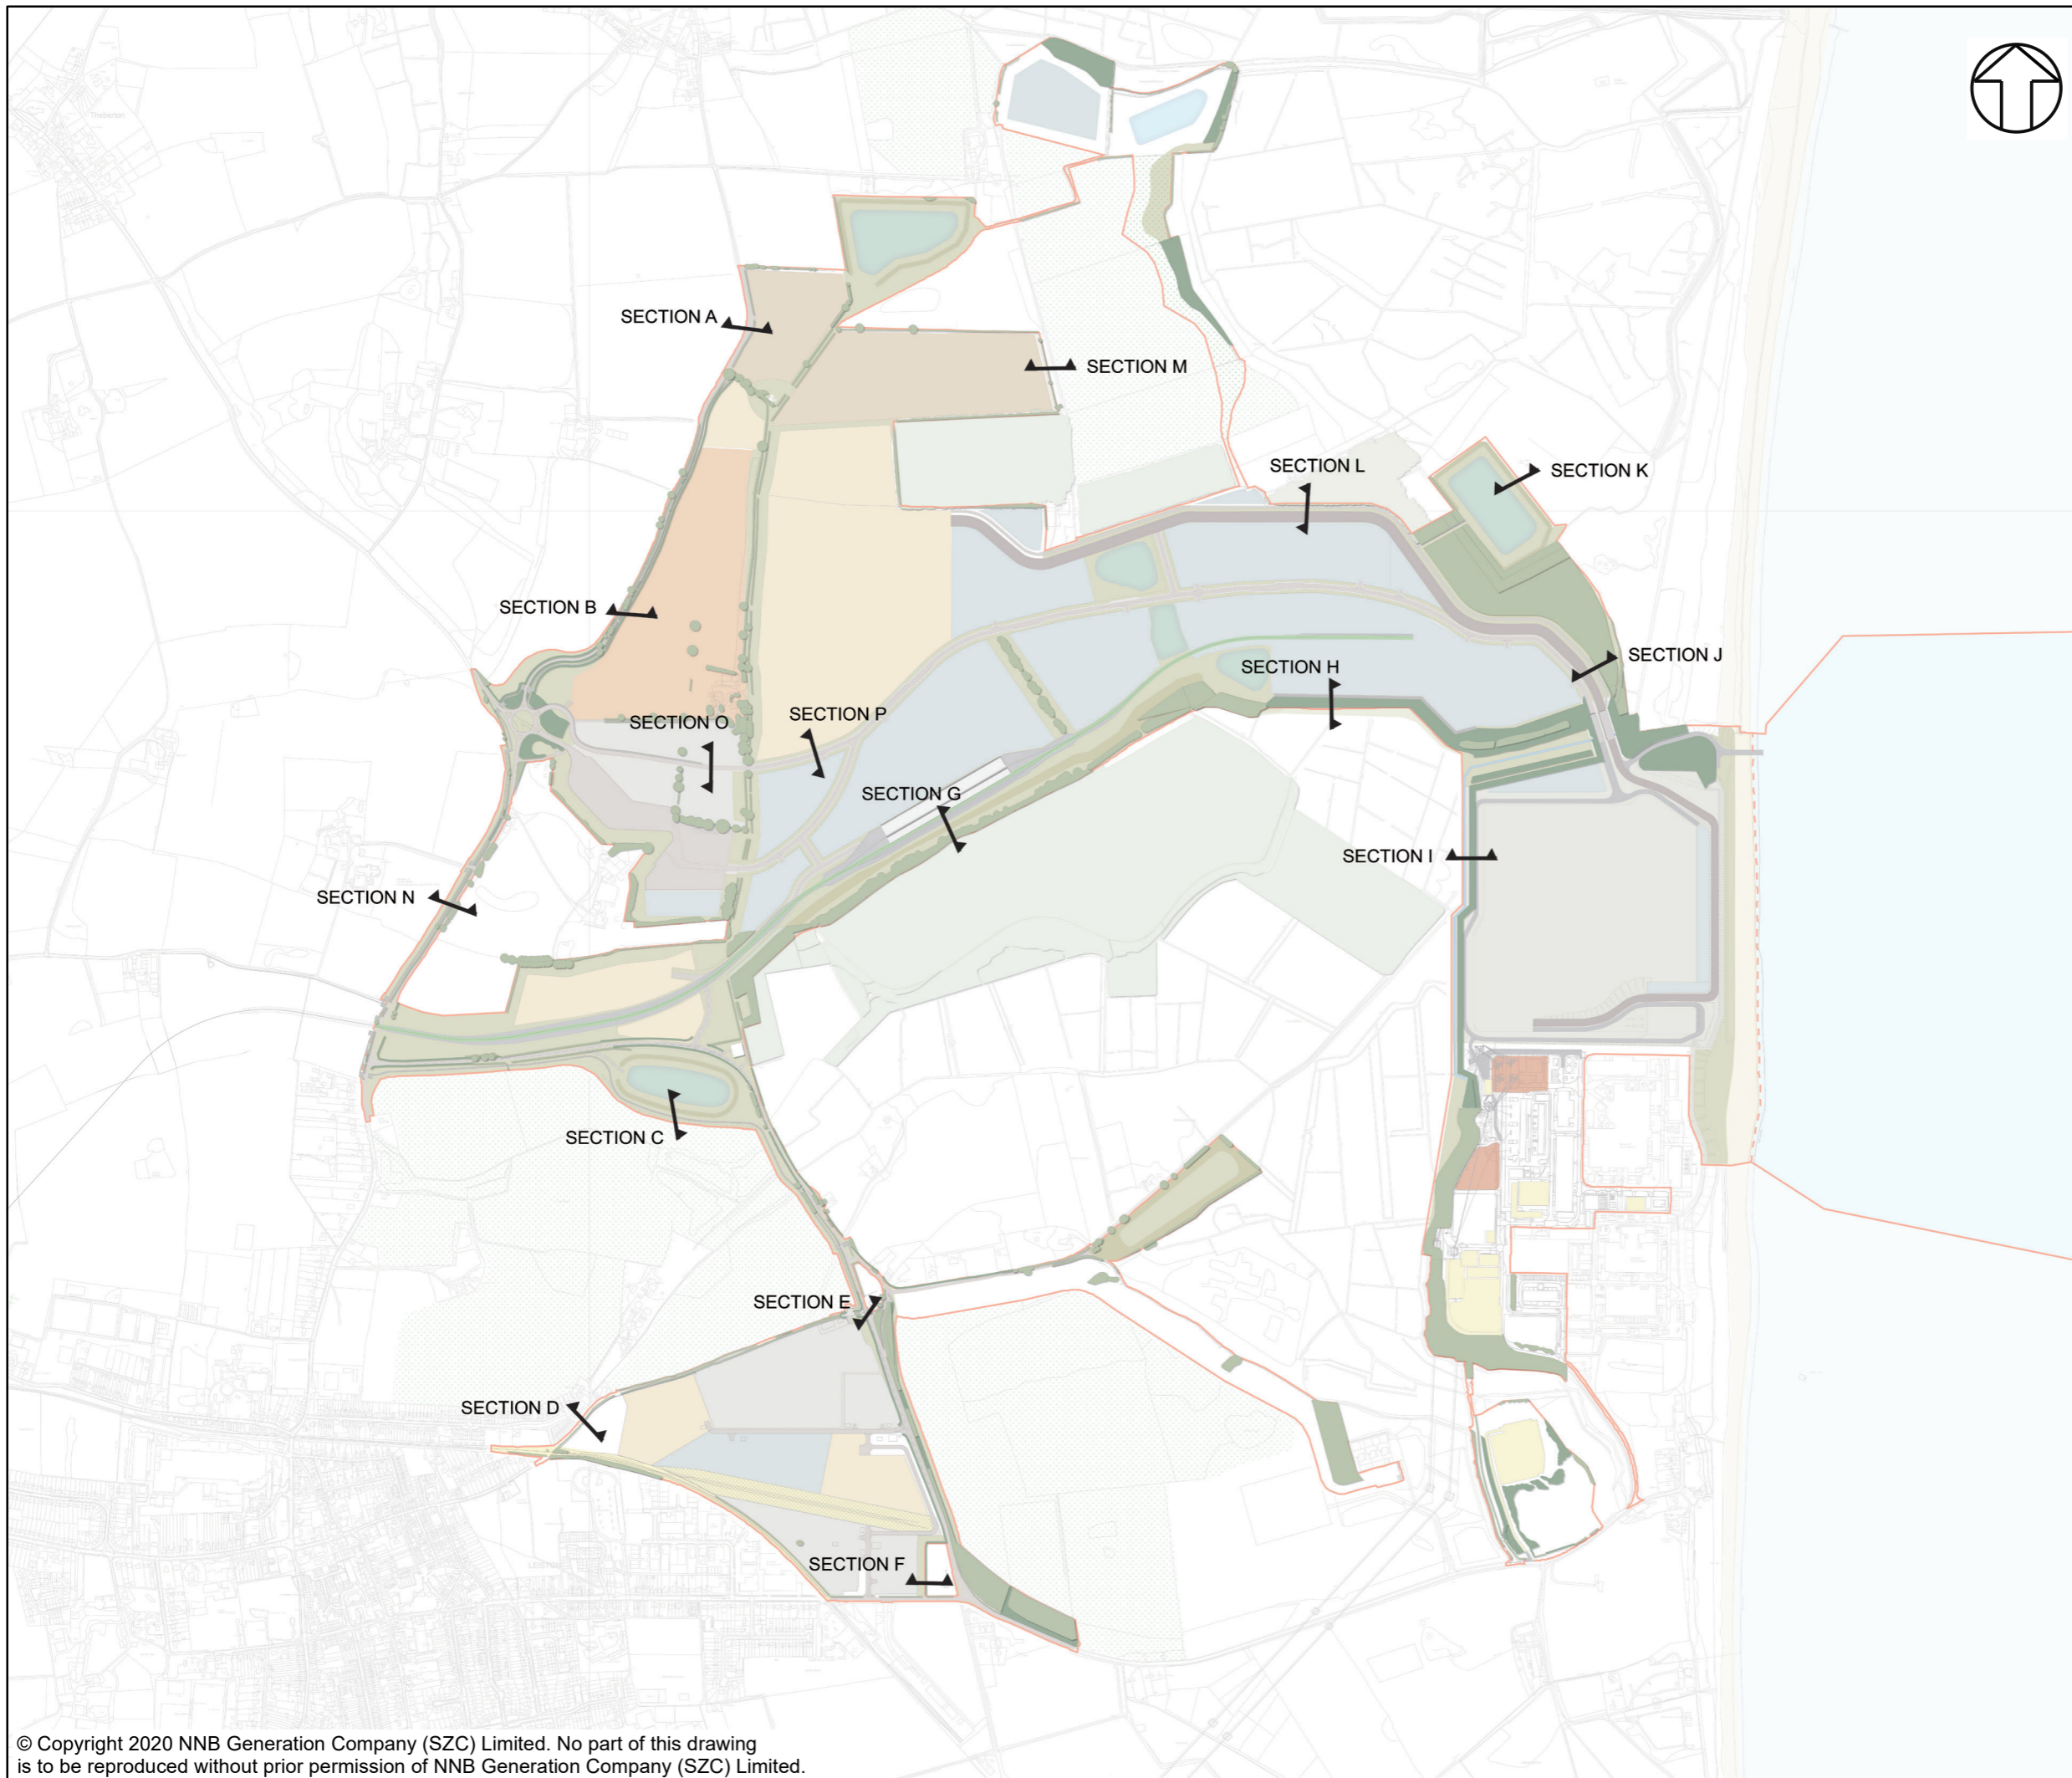 Theberton
SECTION A
SECTION M
SECTION L
SECTION K
SECTION B
SECTION J
SECTION H
SECTION P
SECTION O
SECTION G
SECTION I
SECTION N
SECTION C
SECTION E
SECTION D
SECTION F
© Copyright 2020 NNB Generation Company (SZC) Limited. No part of this drawing
is to be reproduced without prior permission of NNB Generation Company (SZC) Limited.